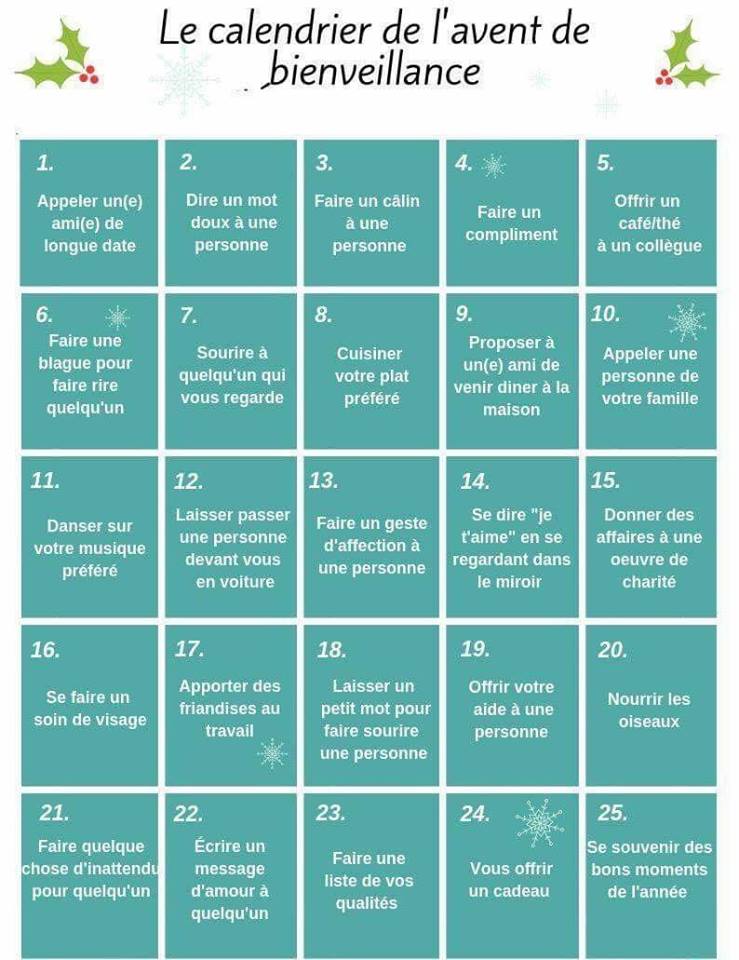 Le calendrier de l'avent de
bienveillance
1.
Appeler un(e)
ami(e) de
longue date
2.
Dire un mot
doux à une
personne
3.
Faire un câlin
à une
personne
4.
Faire un
compliment
5.
Offrir un
café/thé
à un collègue
6.
Faire une
blague pour
faire rire
quelqu'un
7.
Sourire à
quelqu'un qui
vous regarde
8.
Cuisiner
votre plat
préféré
9.
Proposer à
un(e) ami de
venir diner à la
maison
10.
Appeler une
personne de
votre famille
11.
Danser sur
votre musique
préféré
12.
Laisser passer
une personne
devant vous
en voiture
13.
Faire un geste
d'affection à
une personne
14.
Se dire "je
t'aime" en se
regardant dans
le miroir
15.
Donner des
affaires à une
oeuvre de
charité
16.
Se faire un
soin de visage
17.
Apporter des
friandises au
travail
18.
Laisser un
petit mot pour
faire sourire
une personne
19.
Offrir votre
aide à une
personne
20.
Nourrir les
oiseaux
21.
Faire quelque
chose d'inattendu
pour quelqu'un
22.
Écrire un
message
d'amour à
quelqu'un
23.
Faire une
liste de vos
qualités
24.
Vous offrir
un cadeau
25.
Se souvenir des
bons moments
de l'année